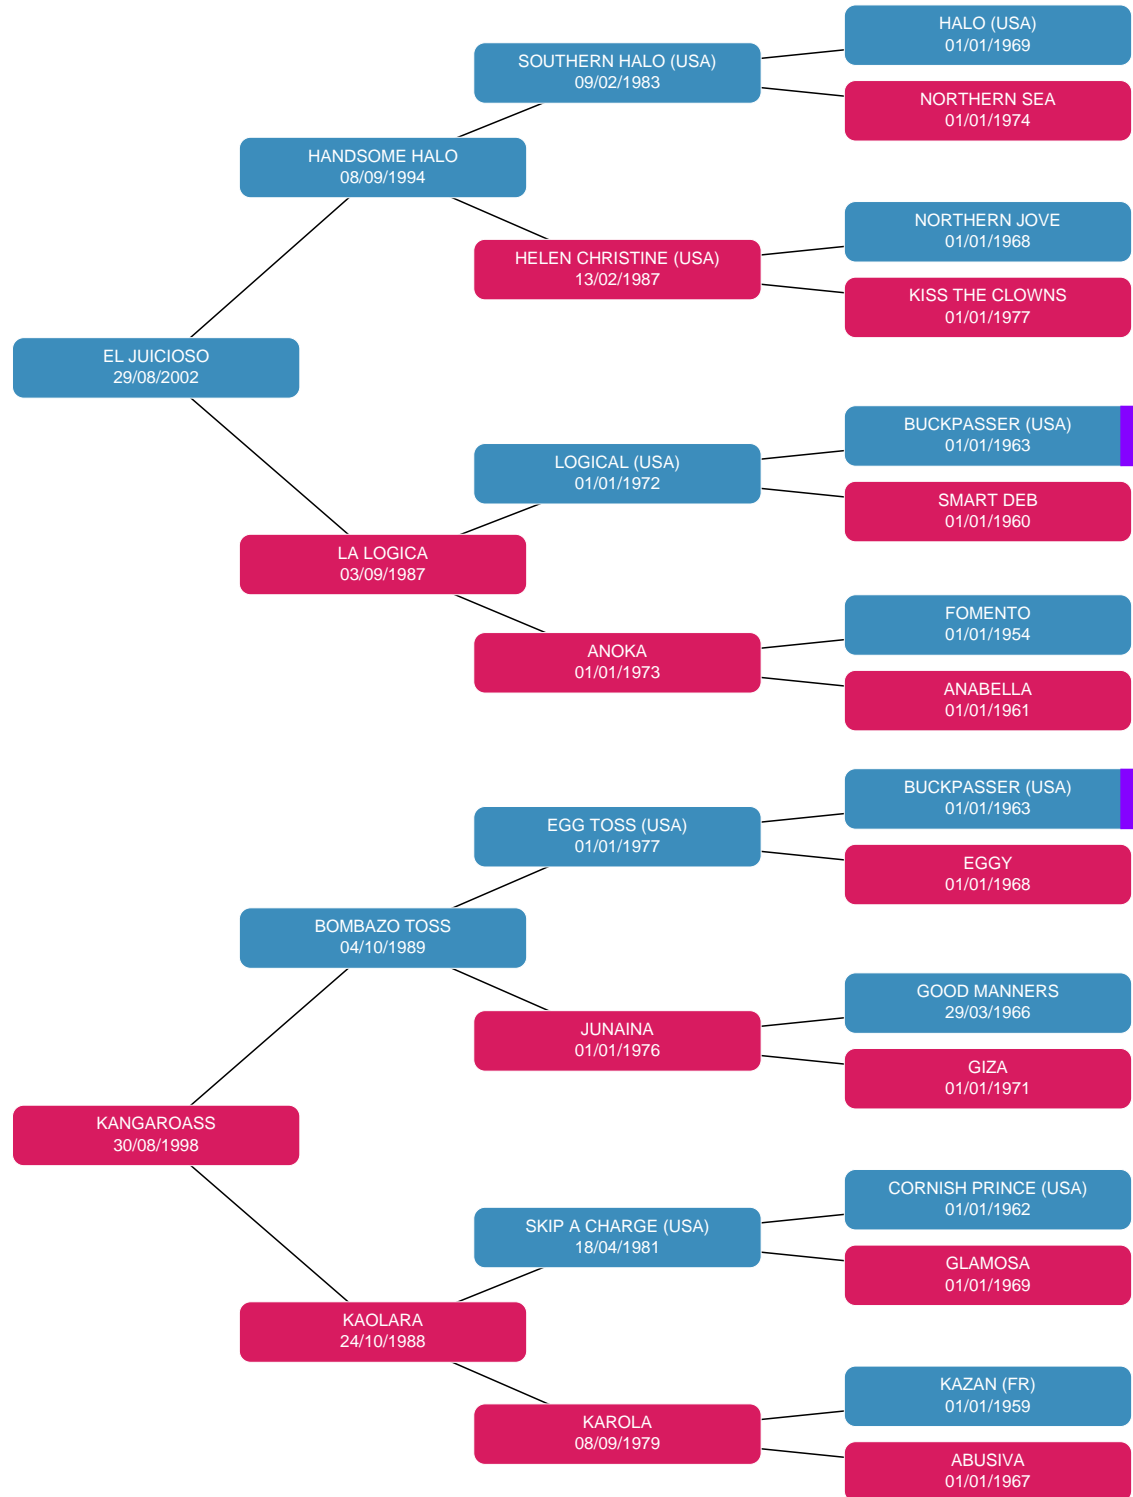 HALO (USA)
01/01/1969
SOUTHERN HALO (USA)
09/02/1983
NORTHERN SEA
01/01/1974
HANDSOME HALO
08/09/1994
NORTHERN JOVE
01/01/1968
HELEN CHRISTINE (USA)
13/02/1987
KISS THE CLOWNS
01/01/1977
EL JUICIOSO
29/08/2002
BUCKPASSER (USA)
01/01/1963
LOGICAL (USA)
01/01/1972
SMART DEB
01/01/1960
LA LOGICA
03/09/1987
FOMENTO
01/01/1954
ANOKA
01/01/1973
ANABELLA
01/01/1961
BUCKPASSER (USA)
01/01/1963
EGG TOSS (USA)
01/01/1977
EGGY
01/01/1968
BOMBAZO TOSS
04/10/1989
GOOD MANNERS
29/03/1966
JUNAINA
01/01/1976
GIZA
01/01/1971
KANGAROASS
30/08/1998
CORNISH PRINCE (USA)
01/01/1962
SKIP A CHARGE (USA)
18/04/1981
GLAMOSA
01/01/1969
KAOLARA
24/10/1988
KAZAN (FR)
01/01/1959
KAROLA
08/09/1979
ABUSIVA
01/01/1967